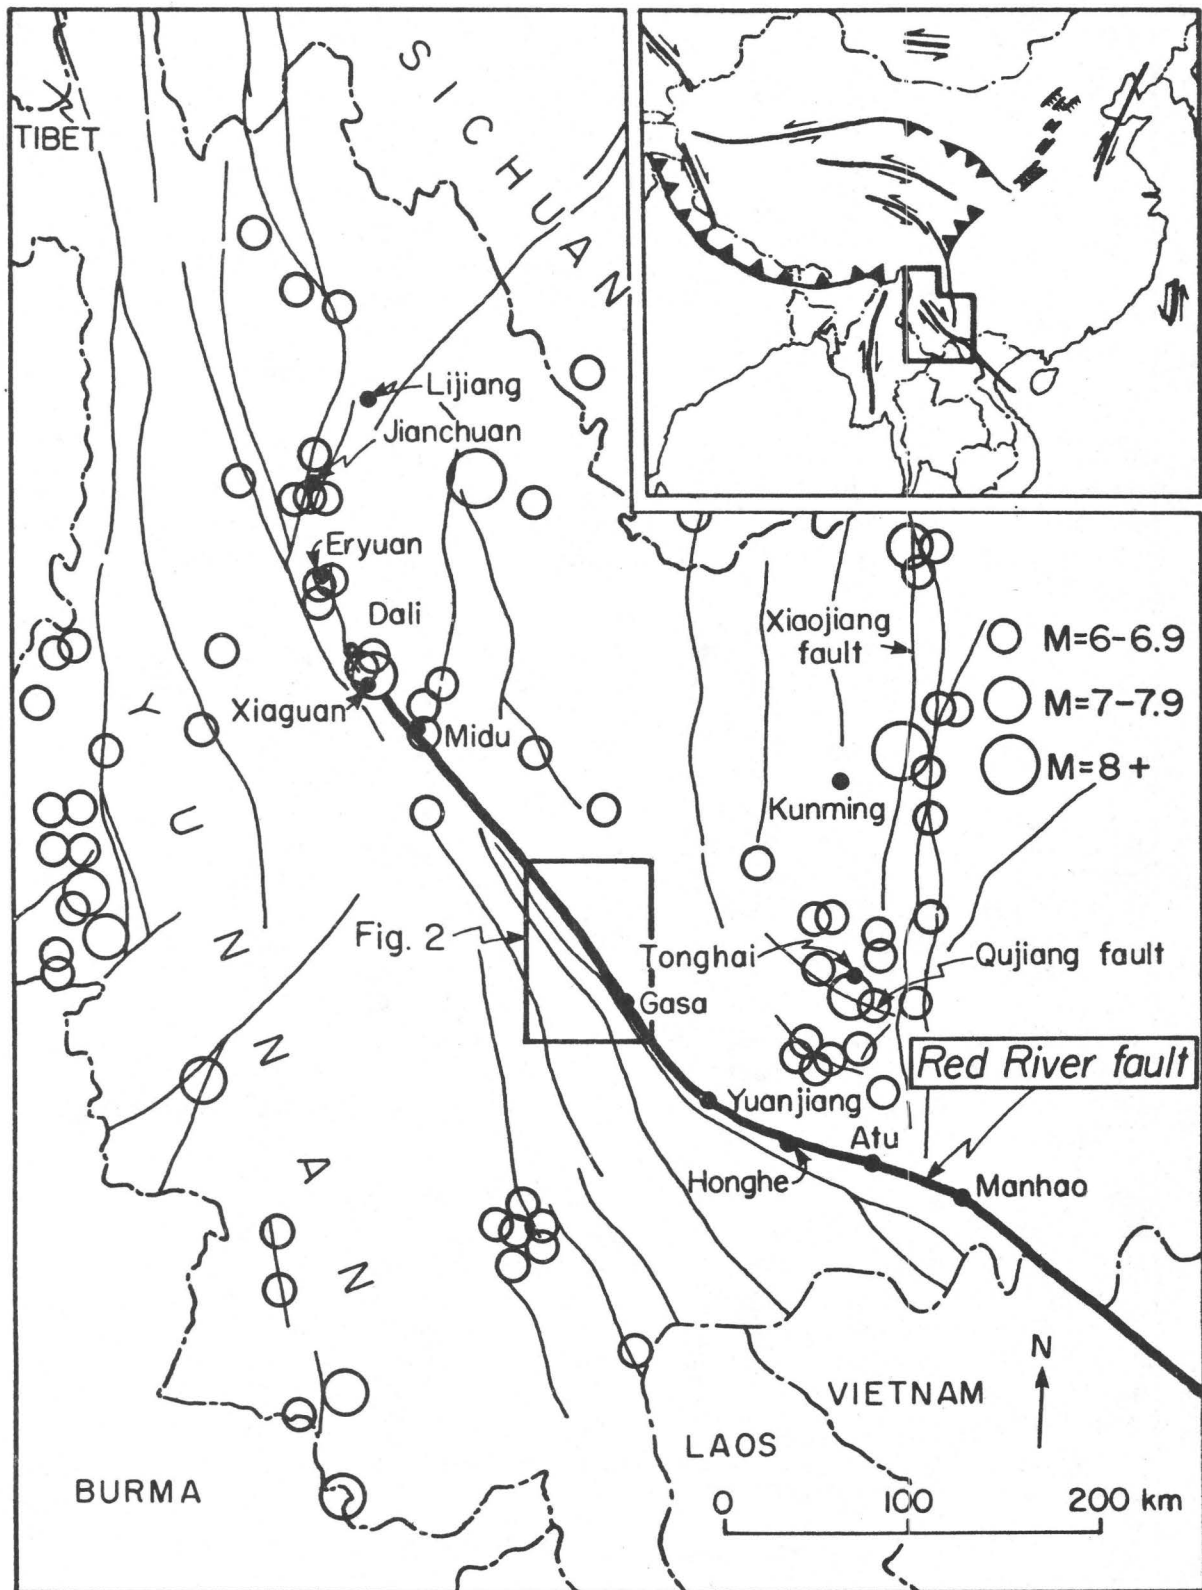 TIBET
SICHUAN
Lijiang
Jianchuan
Eryuan
Dali
Xiaguan
Midu
Xiaojiang
fault
M=6-6.9
M=7-7.9
M=8+
Kunming
YUNNAN
Fig. 2
Tonghai
Qujiang fault
Gasa
Red River fault
Yuanjiang
Atu
Honghe
Manhao
N
VIETNAM
LAOS
BURMA
0 100 200 km